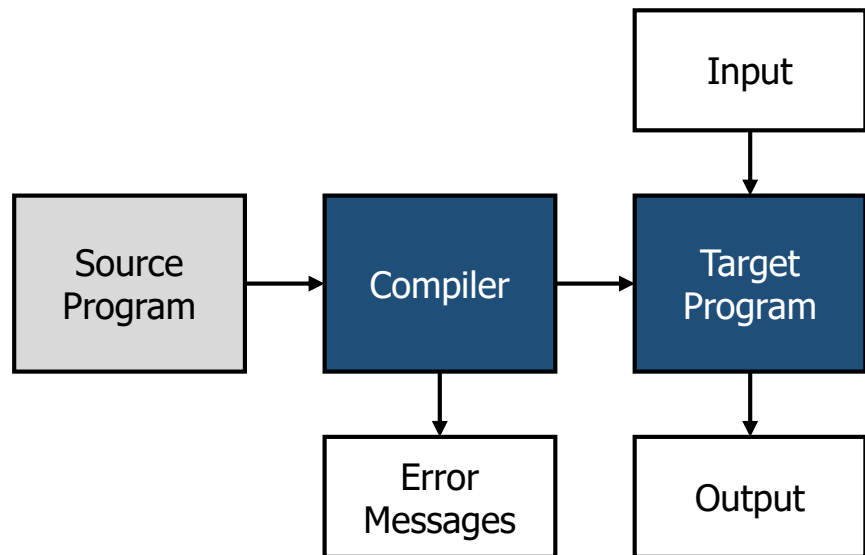 Input
Source
Program
Compiler
Target
Program
Error
Messages
Output